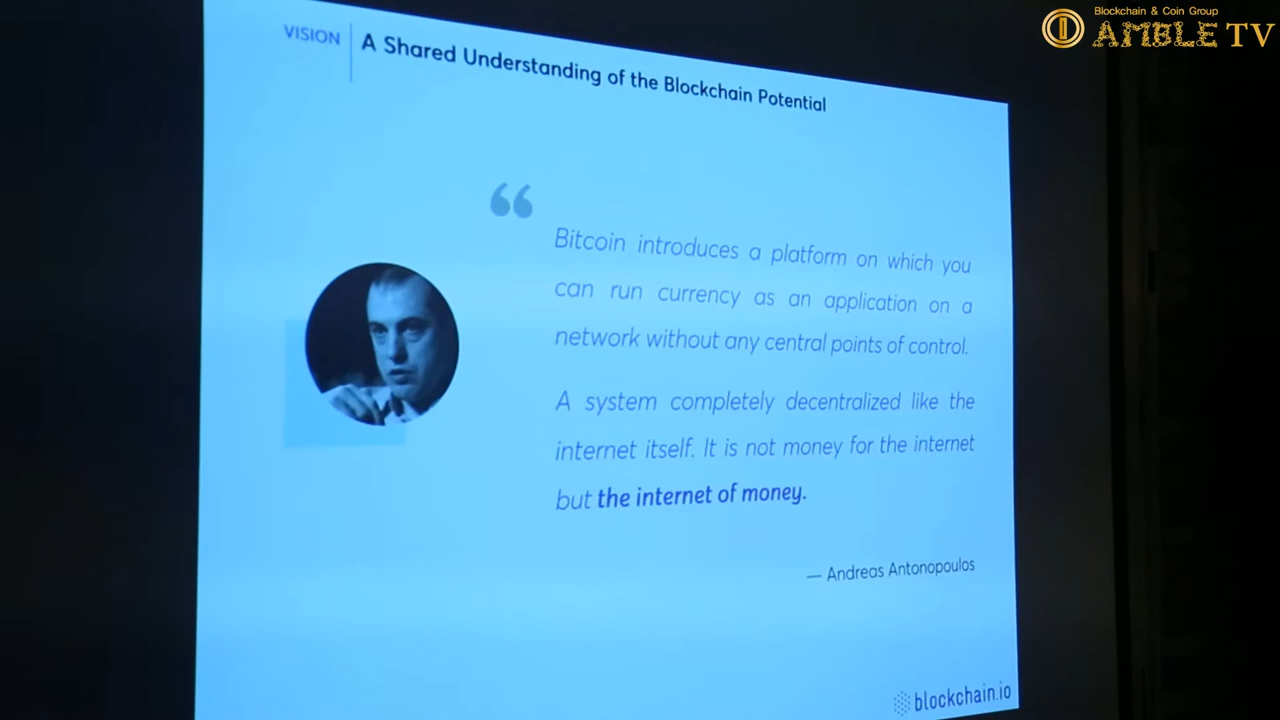 Blockchain & Coin Group
AMBLE TV
VISION
A Shared Understanding of the Blockchain Potential
“
Bitcoin introduces a platform on which you
can run currency as an application on a
network without any central points of control.
A system completely decentralized like the
internet itself. It is not money for the internet
but the internet of money.
— Andreas Antonopoulos
blockchain.io